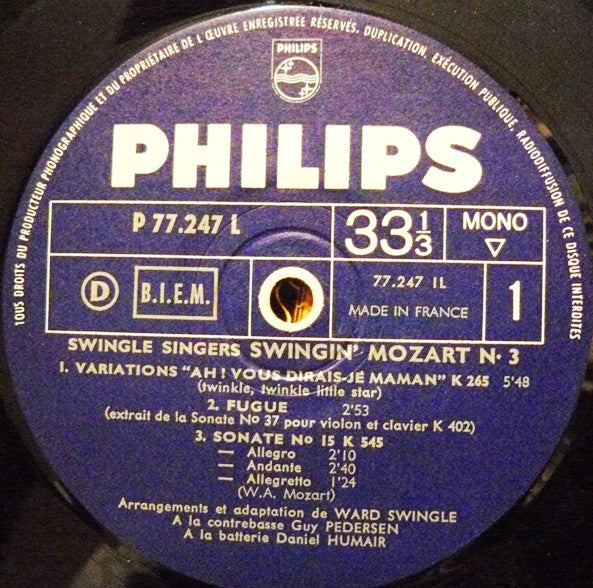 TOUS DROITS DU PRODUCTEUR PHONOGRAPHIQUE ET DU PROPRIÉTAIRE DE L'ŒUVRE ENREGISTRÉE RÉSERVÉS. DUPLICATION, EXÉCUTION PUBLIQUE, RADIODIFFUSION DE CE DISQUE INTERDITES
PHILIPS
PHILIPS
P 77.247 L
33 1/3
MONO
▽
D
B.I.E.M.
77.247 1L
MADE IN FRANCE
1
SWINGLE SINGERS SWINGIN' MOZART N· 3
1. VARIATIONS "AH! VOUS DIRAIS-JE MAMAN" K 265 5'48
(twinkle, twinkle little star)
2. FUGUE 2'53
(extrait de la Sonate No 37 pour violon et clavier K 402)
3. SONATE No 15 K 545
— Allegro 2'10
— Andante 2'40
— Allegretto 1'24
(W.A. Mozart)
Arrangements et adaptation de WARD SWINGLE
A la contrebasse Guy PEDERSEN
A la batterie Daniel HUMAIR